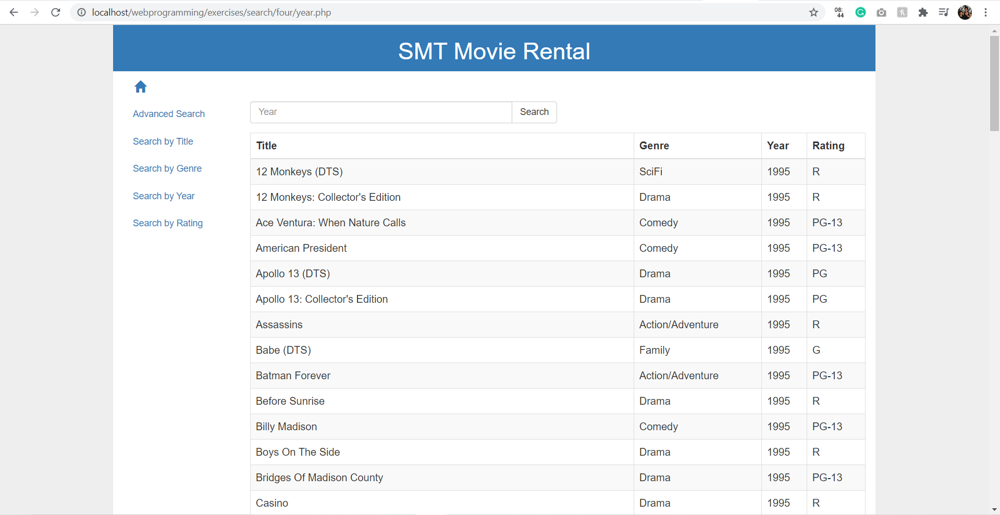 localhost/webprogramming/exercises/search/four/year.php
08:
44
SMT Movie Rental
Advanced Search
Search by Title
Search by Genre
Search by Year
Search by Rating
Year Search
Title Genre Year Rating
12 Monkeys (DTS) SciFi 1995 R
12 Monkeys: Collector's Edition Drama 1995 R
Ace Ventura: When Nature Calls Comedy 1995 PG-13
American President Comedy 1995 PG-13
Apollo 13 (DTS) Drama 1995 PG
Apollo 13: Collector's Edition Drama 1995 PG
Assassins Action/Adventure 1995 R
Babe (DTS) Family 1995 G
Batman Forever Action/Adventure 1995 PG-13
Before Sunrise Drama 1995 R
Billy Madison Comedy 1995 PG-13
Boys On The Side Drama 1995 R
Bridges Of Madison County Drama 1995 PG-13
Casino Drama 1995 R